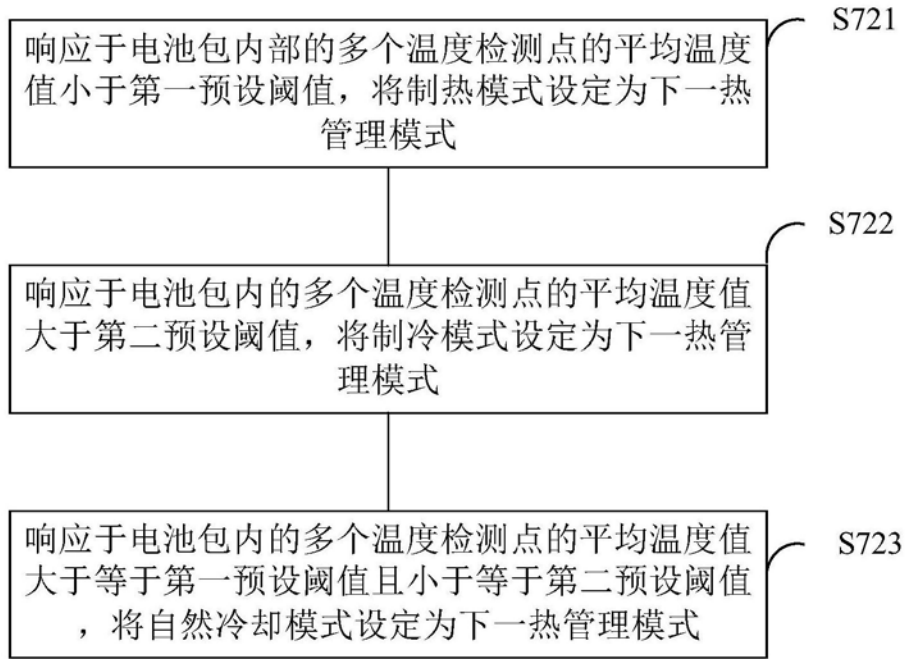 S721
响应于电池包内部的多个温度检测点的平均温度
值小于第一预设阈值，将制热模式设定为下一热
管理模式
S722
响应于电池包内的多个温度检测点的平均温度值
大于第二预设阈值，将制冷模式设定为下一热管
理模式
S723
响应于电池包内的多个温度检测点的平均温度值
大于等于第一预设阈值且小于等于第二预设阈值
，将自然冷却模式设定为下一热管理模式